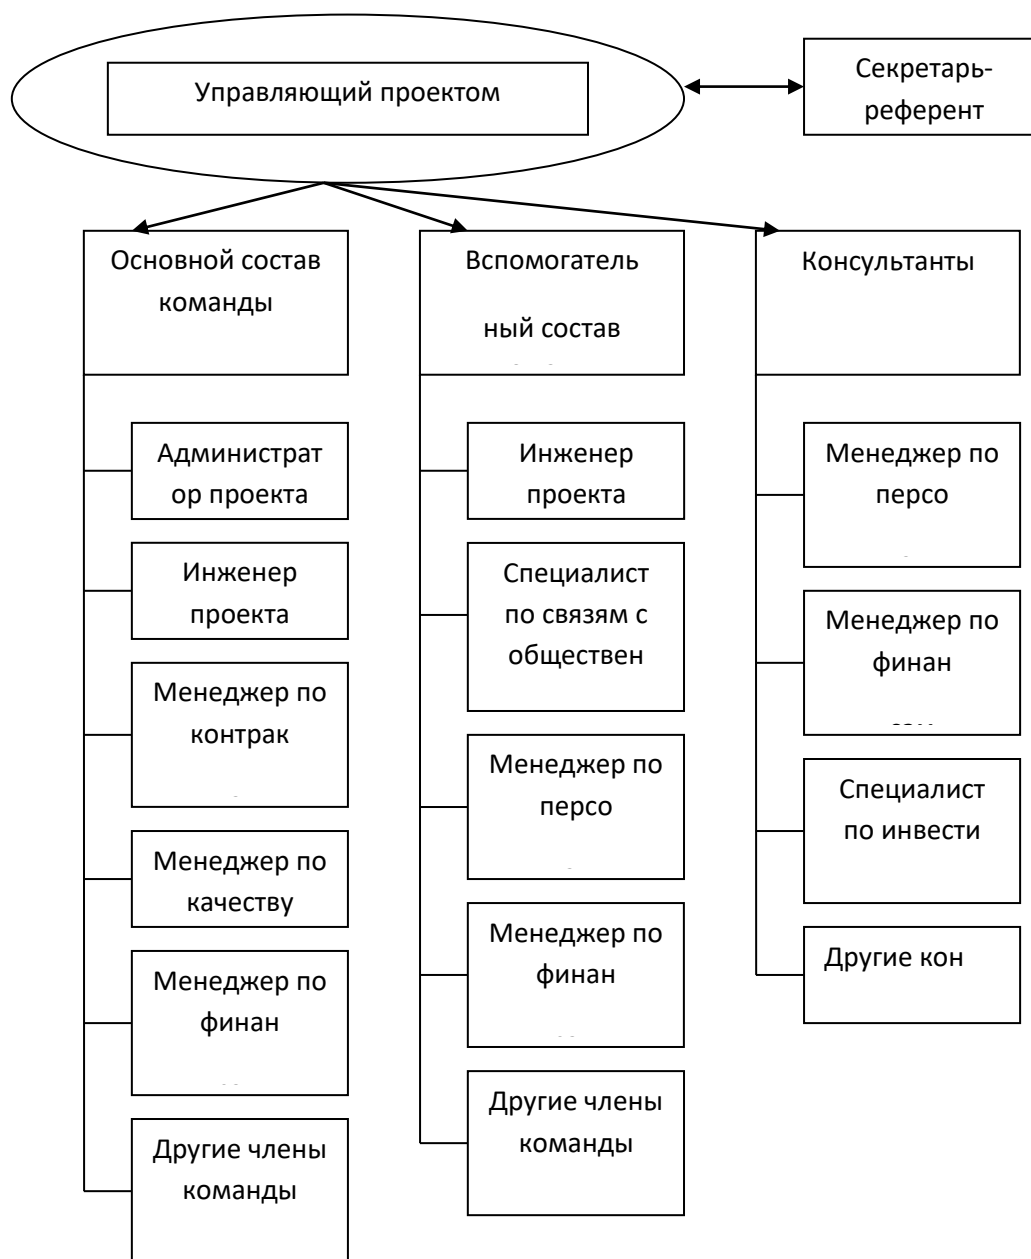 Управляющий проектом
Секретарь-
референт
Основной состав
команды
Вспомогатель
ный состав
Консультанты
Администрат
ор проекта
Инженер
проекта
Менеджер по
контрак
Менеджер по
качеству
Менеджер по
финан
Другие члены
команды
Инженер
проекта
Специалист
по связям с
обществен
Менеджер по
персо
Менеджер по
финан
Другие члены
команды
Менеджер по
персо
Менеджер по
финан
Специалист
по инвести
Другие кон